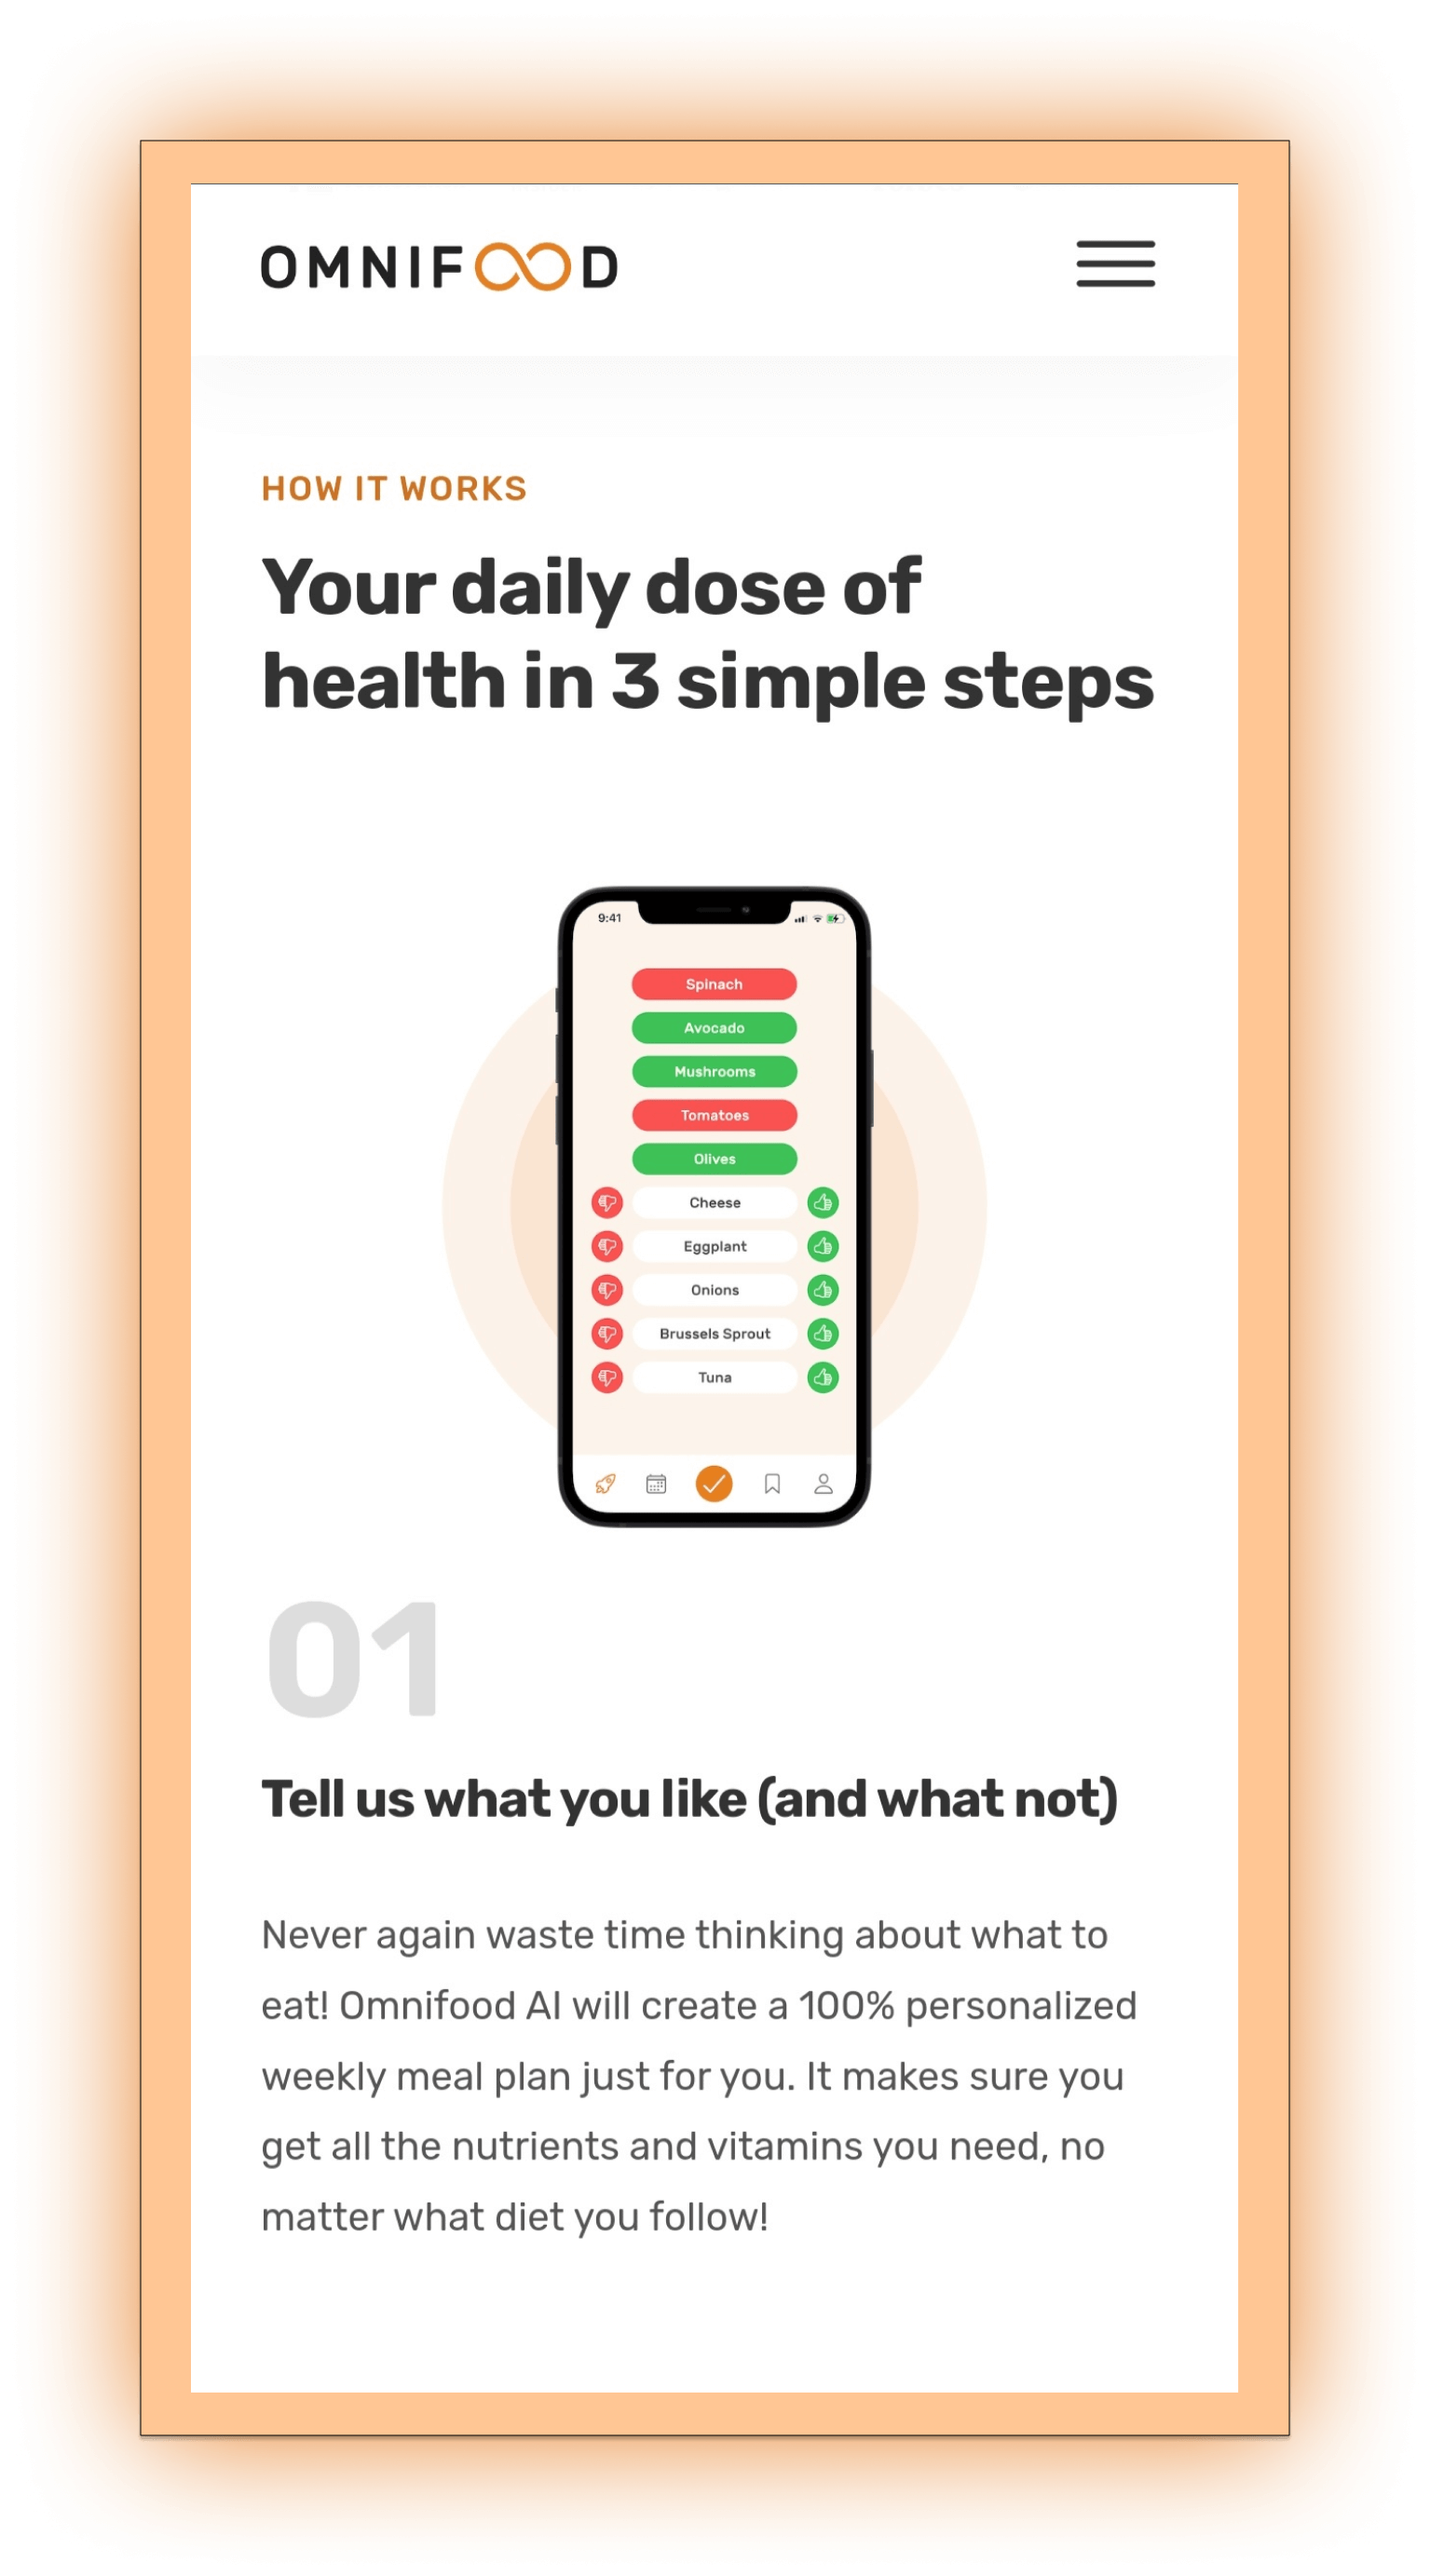 OMNIFOOD
HOW IT WORKS
Your daily dose of
health in 3 simple steps
9:41
Spinach
Avocado
Mushrooms
Tomatoes
Olives
Cheese
Eggplant
Onions
Brussels Sprout
Tuna
01
Tell us what you like (and what not)
Never again waste time thinking about what to
eat! Omnifood AI will create a 100% personalized
weekly meal plan just for you. It makes sure you
get all the nutrients and vitamins you need, no
matter what diet you follow!